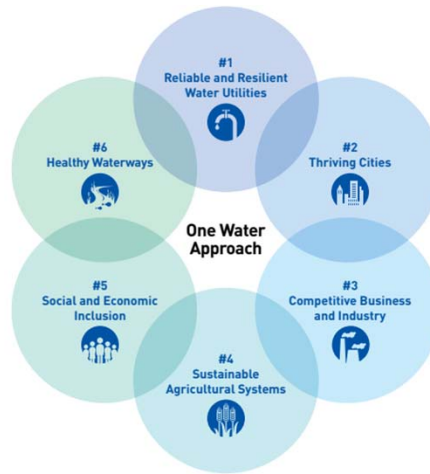 #1
Reliable and Resilient
Water Utilities
#2
Thriving Cities
#3
Competitive Business
and Industry
#4
Sustainable
Agricultural Systems
#5
Social and Economic
Inclusion
#6
Healthy Waterways
One Water
Approach